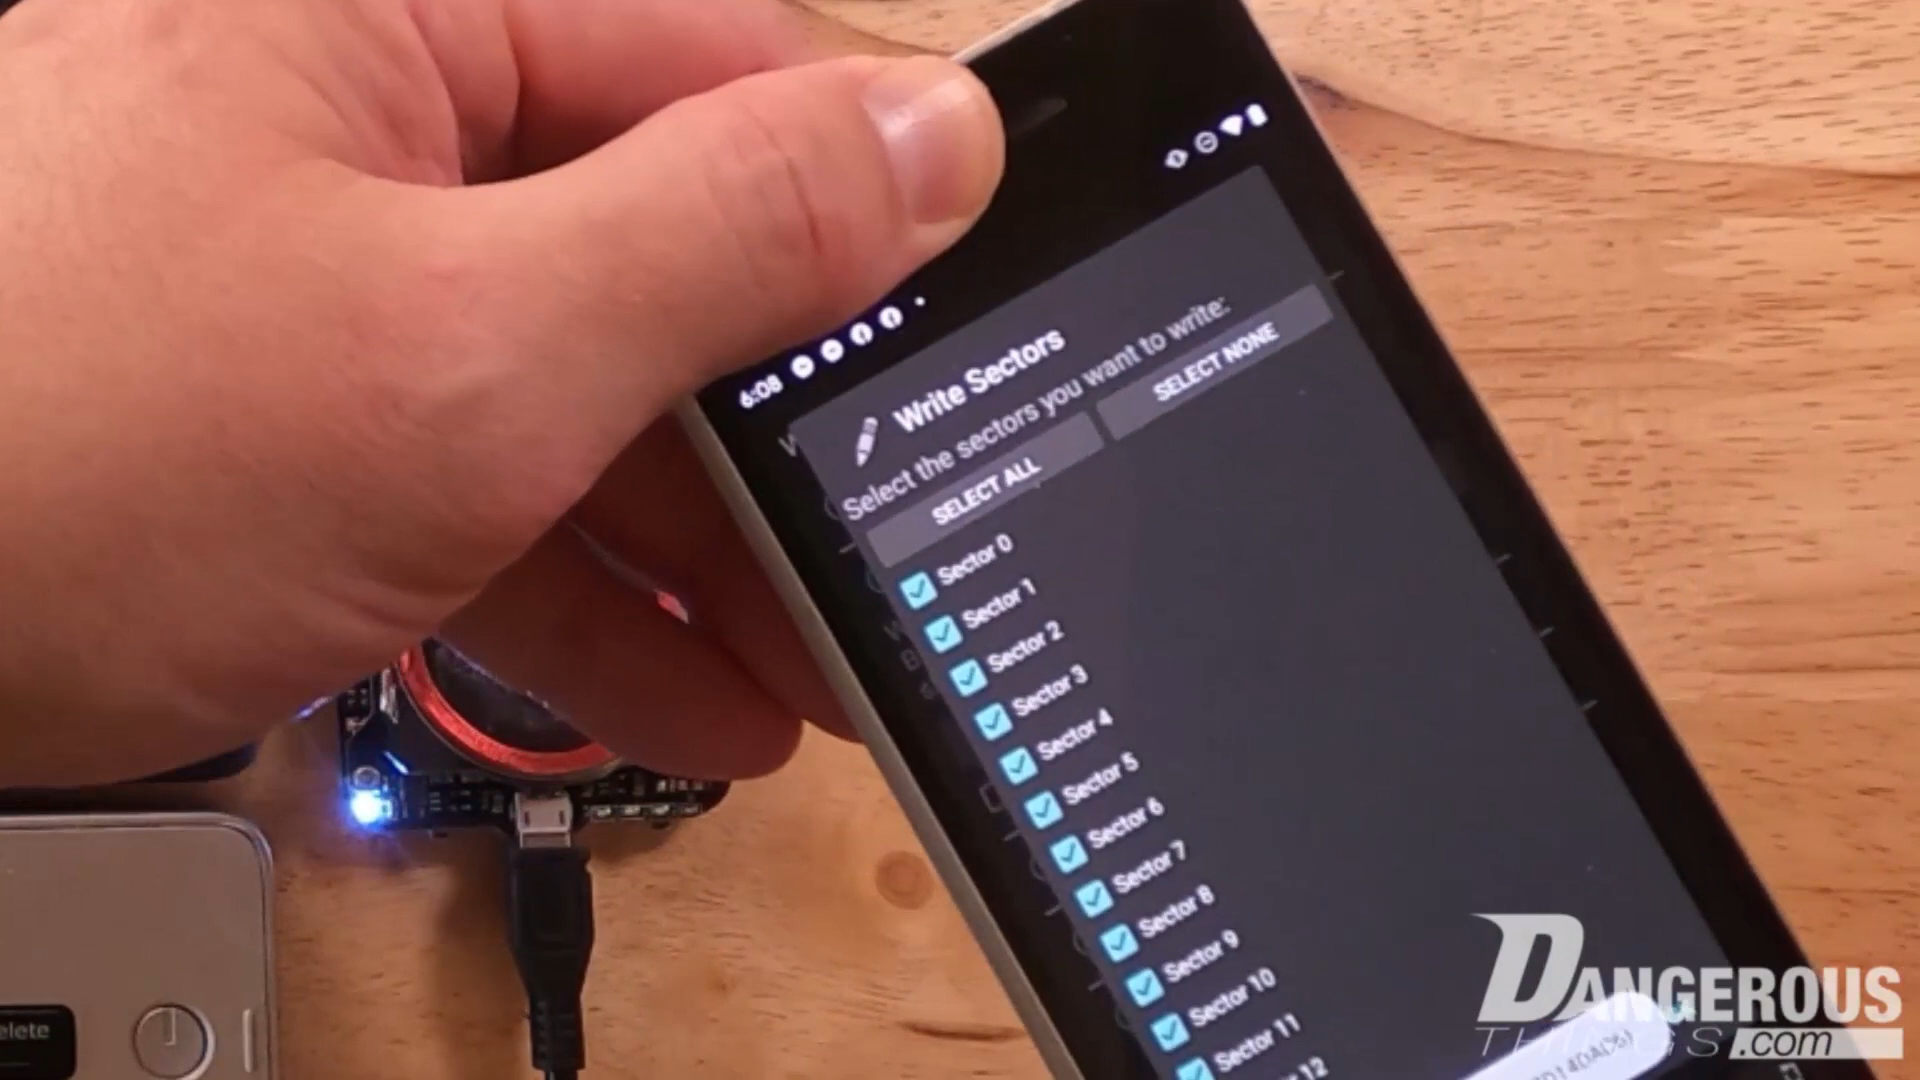 6:08
Write Sectors
Select the sectors you want to write:
SELECT ALL
SELECT NONE
Sector 0
Sector 1
Sector 2
Sector 3
Sector 4
Sector 5
Sector 6
Sector 7
Sector 8
Sector 9
Sector 10
Sector 11
12
elete
DANGEROUS
THINGS.com